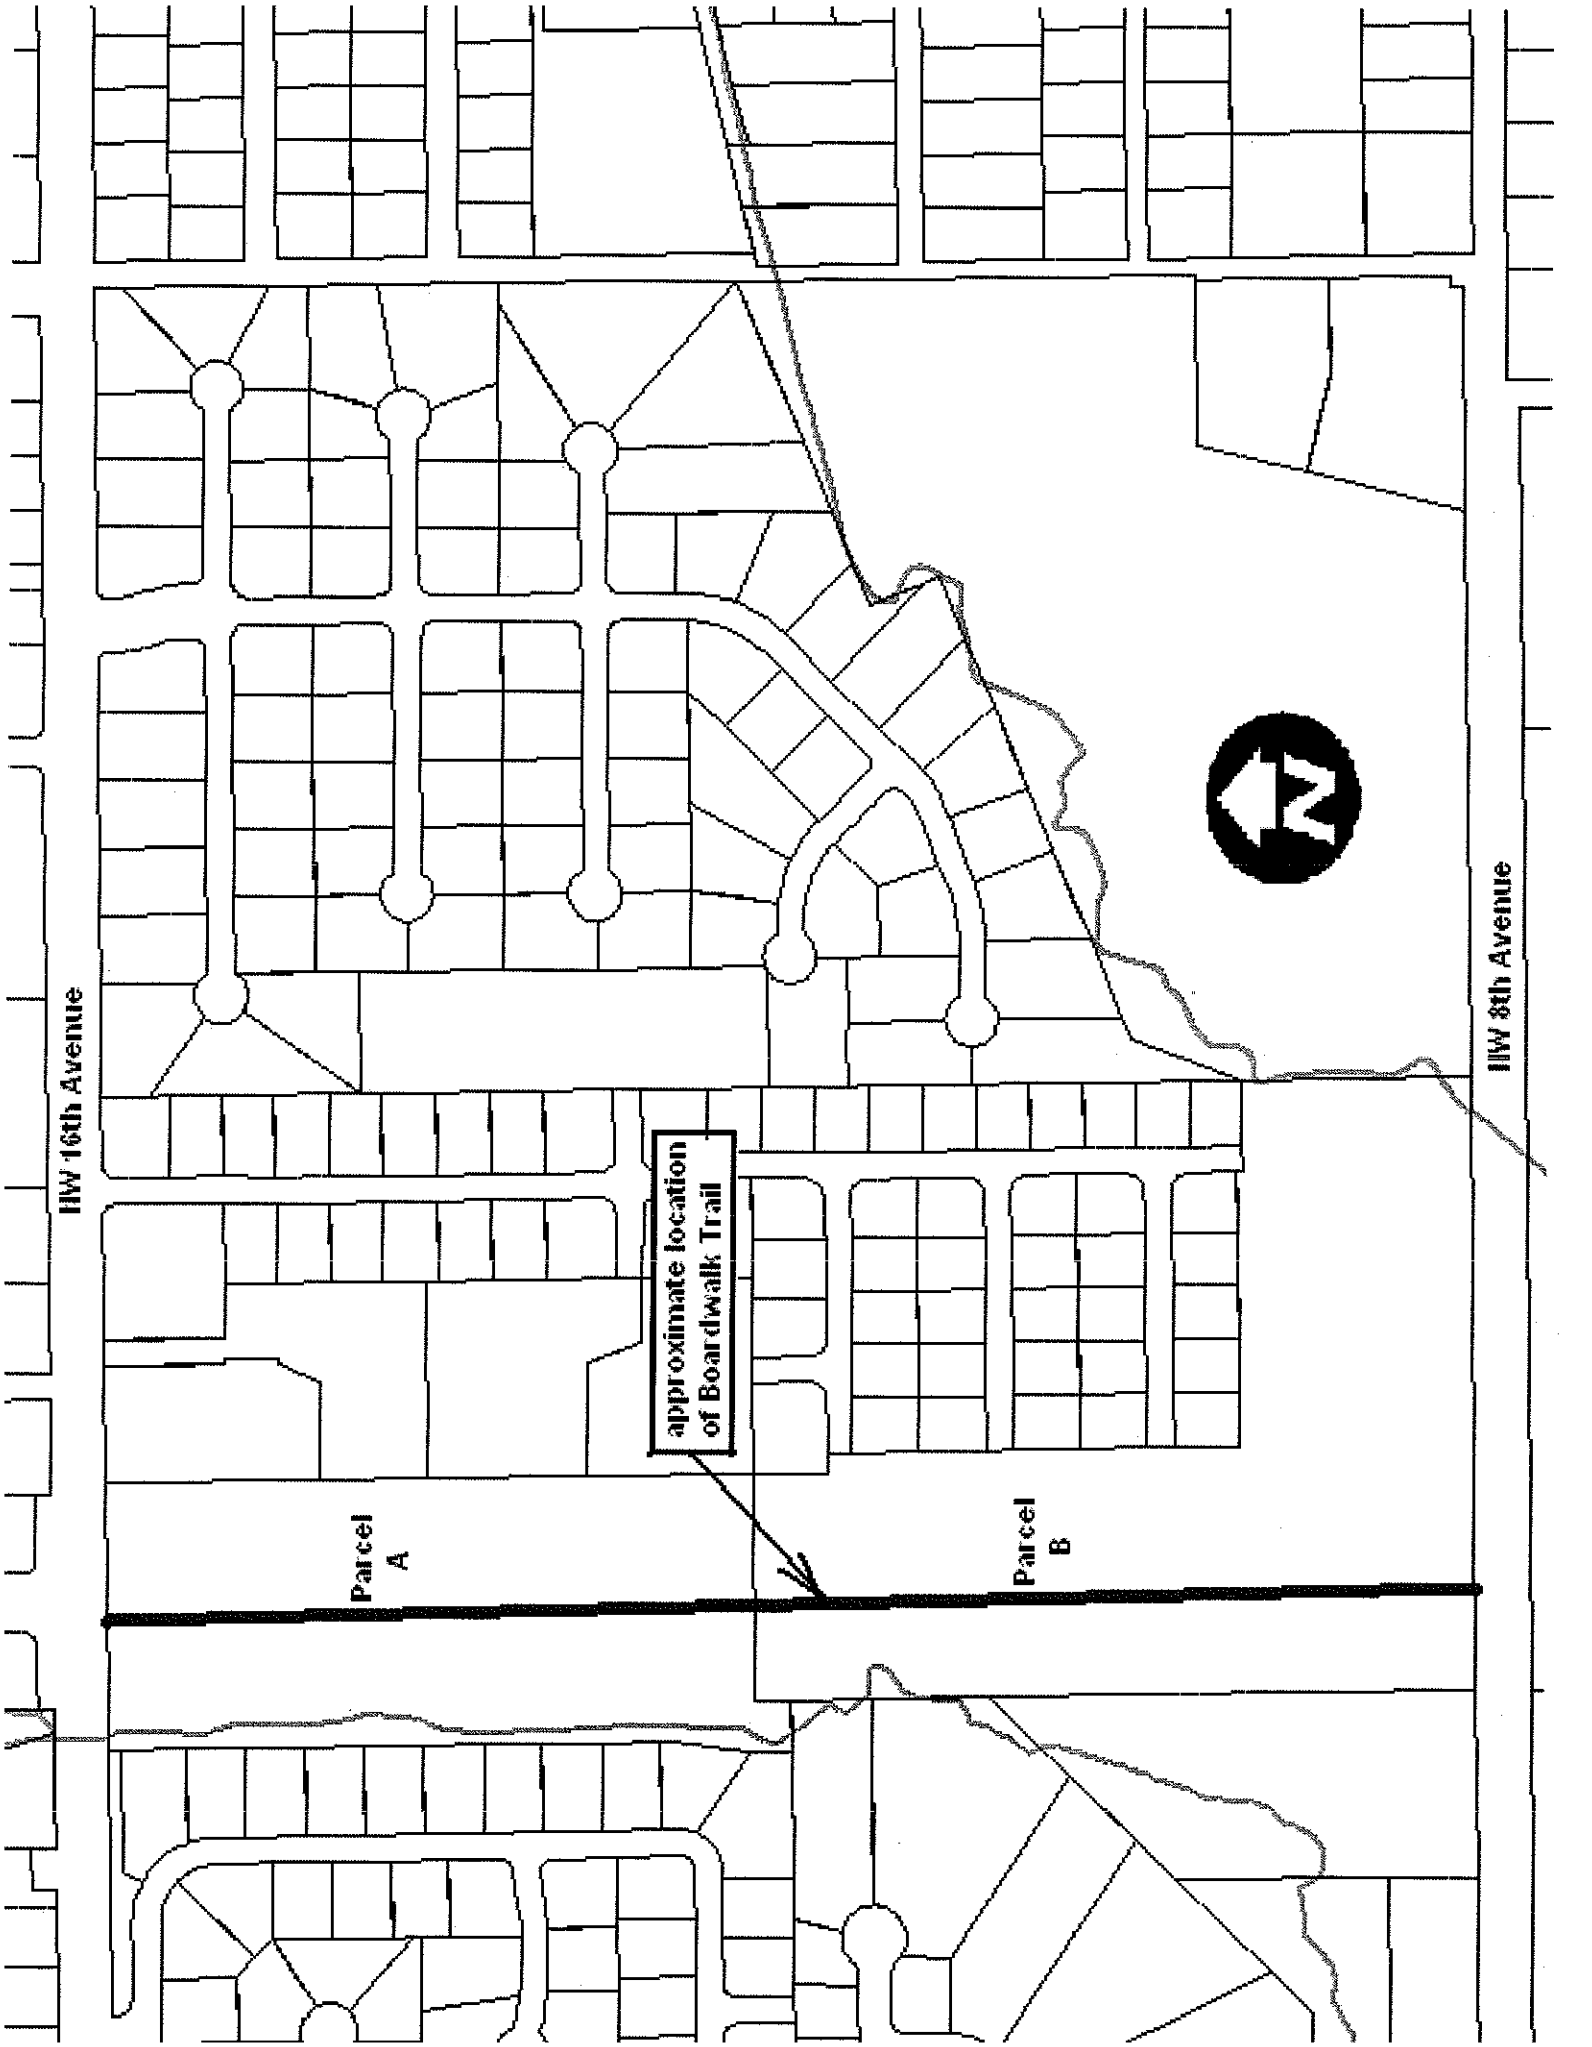 NW 16th Avenue
approximate location
of Boardwalk Trail
Parcel
A
Parcel
B
N
NW 8th Avenue